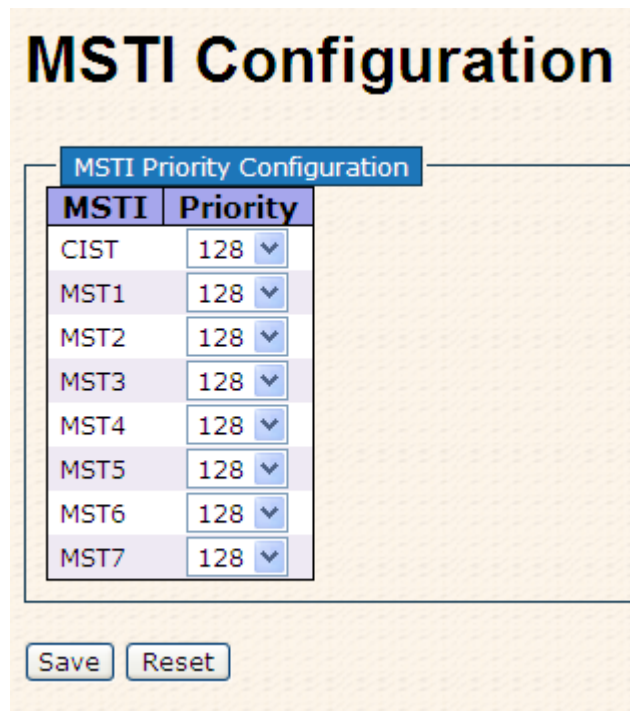 MSTI Configuration
MSTI Priority Configuration
MSTI Priority
CIST 128
MST1 128
MST2 128
MST3 128
MST4 128
MST5 128
MST6 128
MST7 128
Save Reset